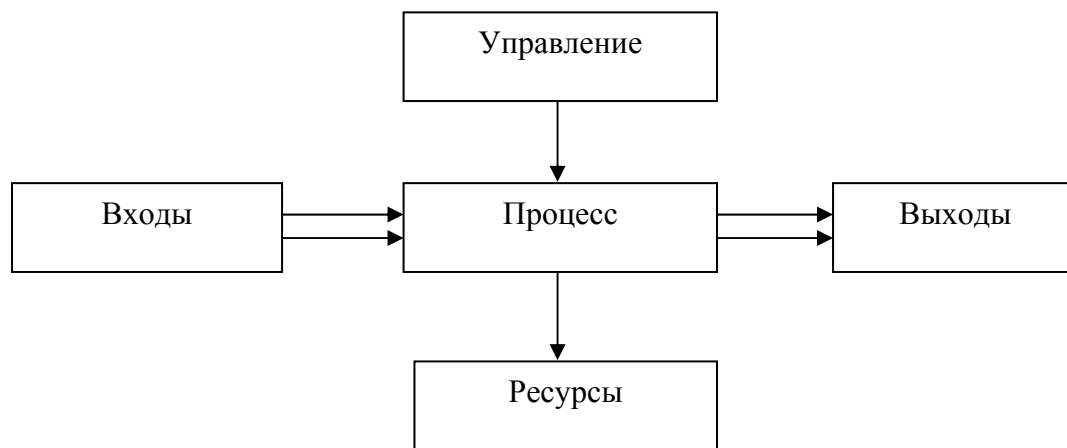 Управление
Входы
Процесс
Выходы
Ресурсы